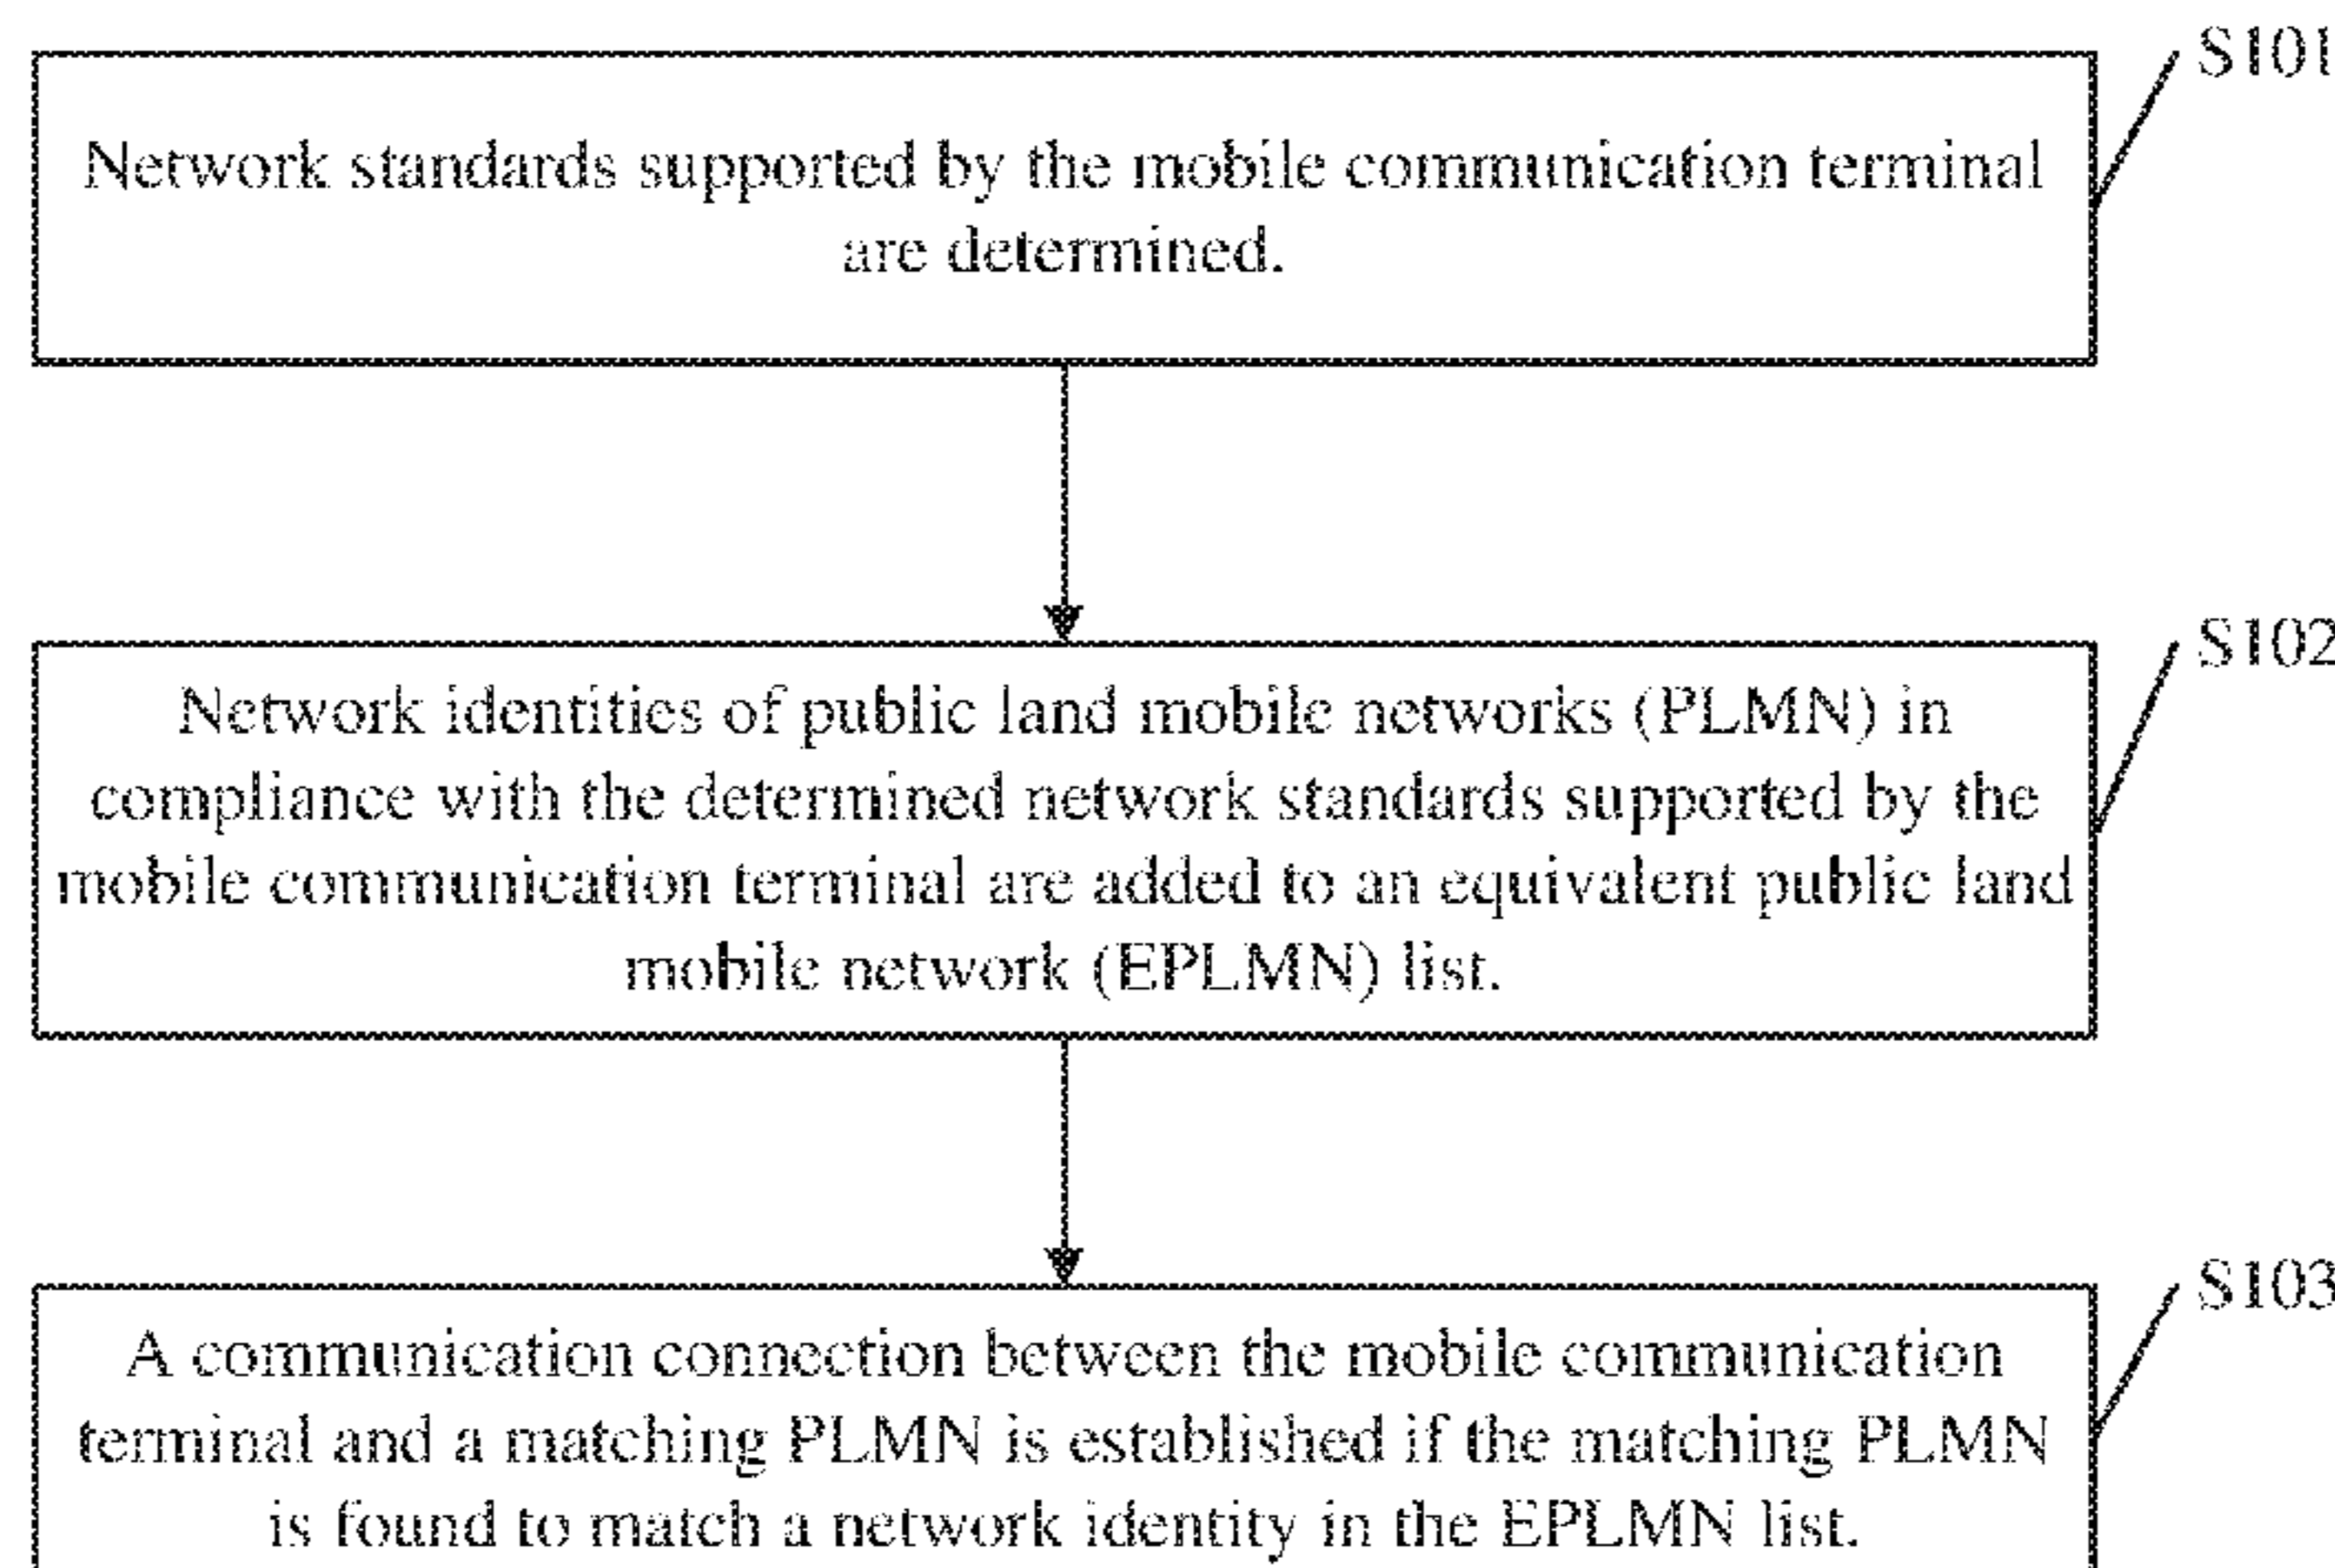 S101
Network standards supported by the mobile communication terminal
are determined.
S102
Network identities of public land mobile networks (PLMN) in
compliance with the determined network standards supported by the
mobile communication terminal are added to an equivalent public land
mobile network (EPLMN) list.
S103
A communication connection between the mobile communication
terminal and a matching PLMN is established if the matching PLMN
is found to match a network identity in the EPLMN list.